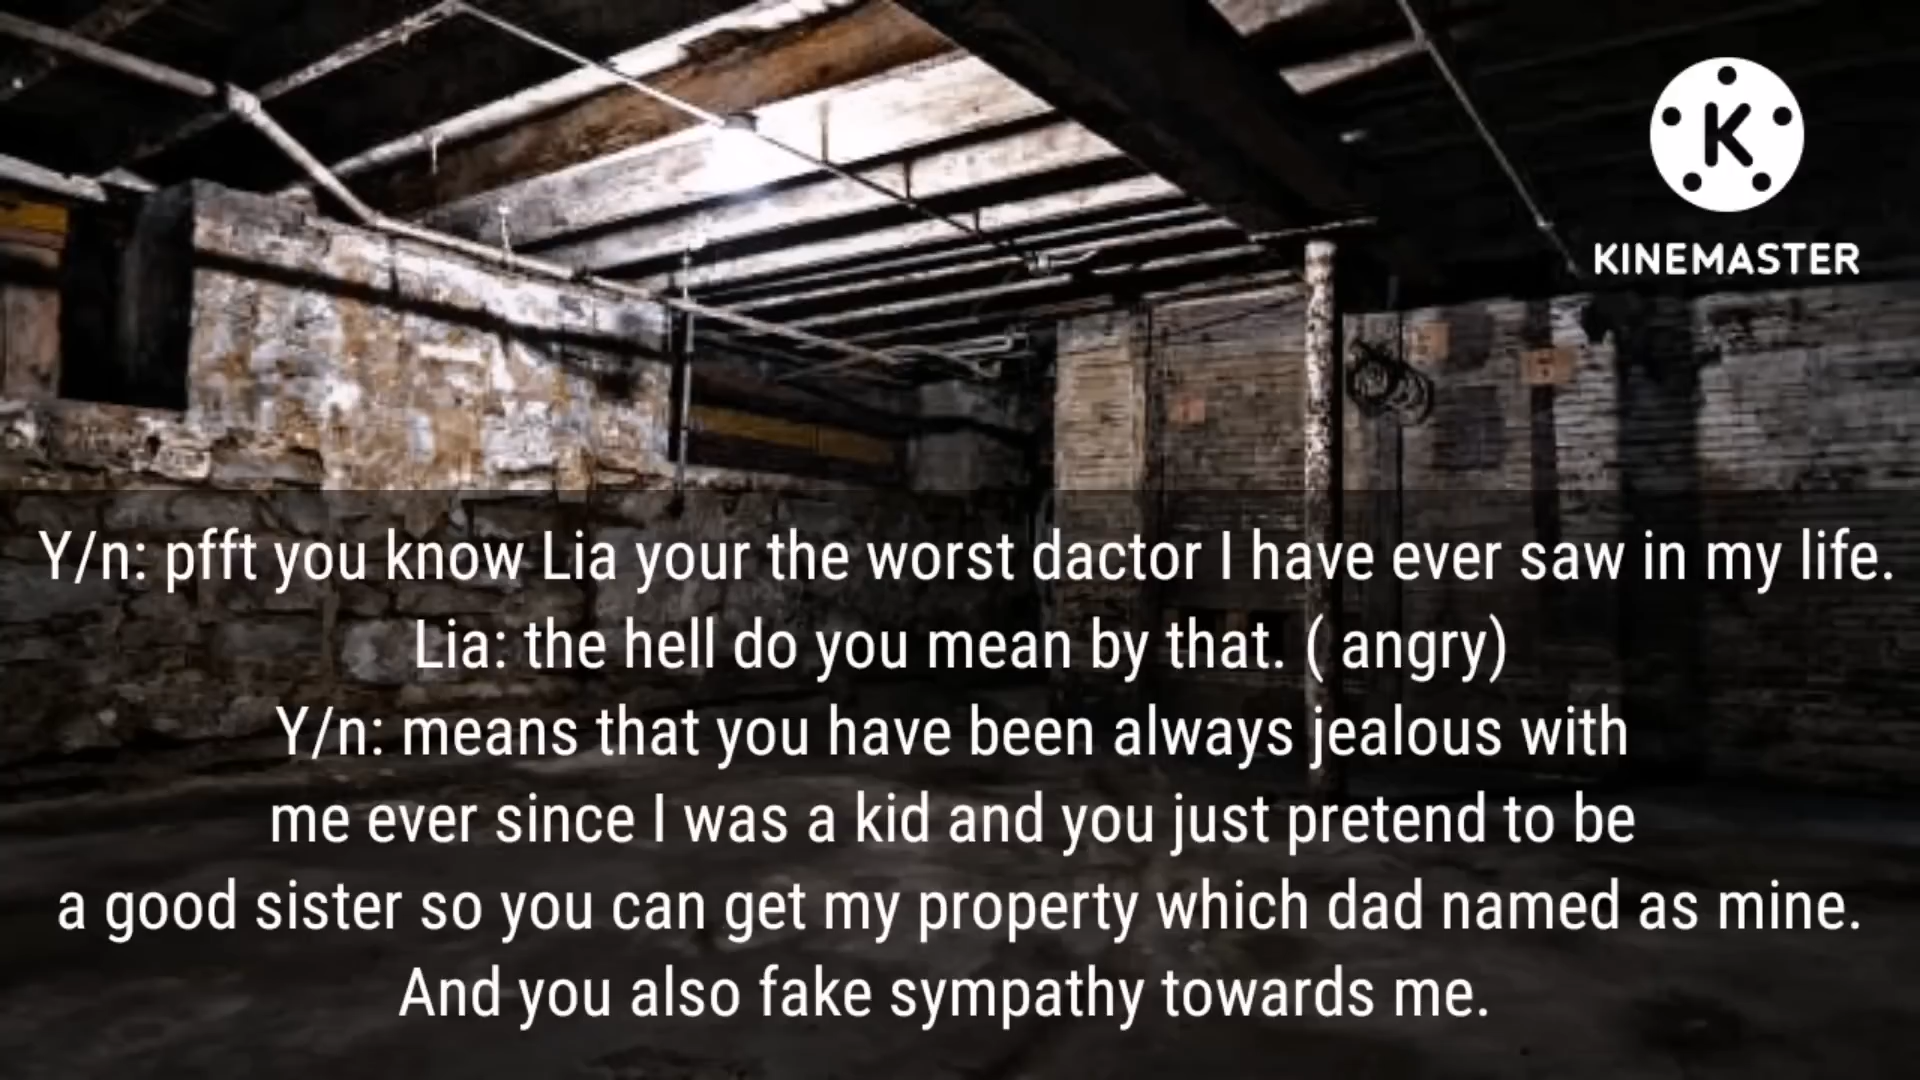 K
KINEMASTER
Y/n: pfft you know Lia your the worst dactor I have ever saw in my life.
Lia: the hell do you mean by that. ( angry)
Y/n: means that you have been always jealous with
me ever since I was a kid and you just pretend to be
a good sister so you can get my property which dad named as mine.
And you also fake sympathy towards me.